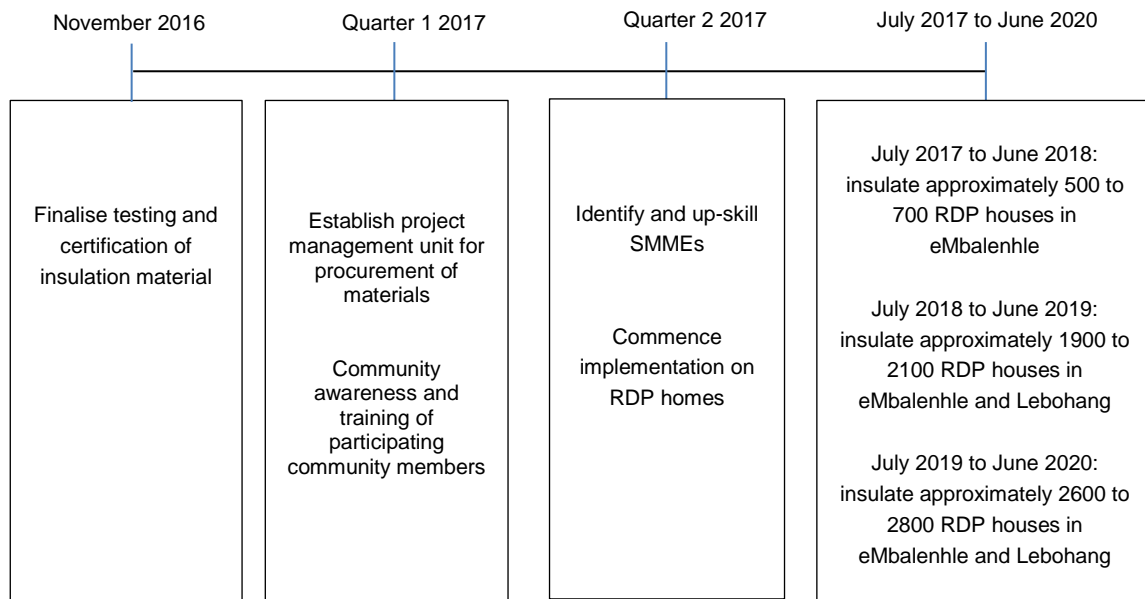 November 2016
Quarter 1 2017
Quarter 2 2017
July 2017 to June 2020
Finalise testing and
certification of
insulation material
Establish project
management unit for
procurement of
materials
Community
awareness and
training of
participating
community members
Identify and up-skill
SMMEs
Commence
implementation on
RDP homes
July 2017 to June 2018:
insulate approximately 500 to
700 RDP houses in
eMbalenhle
July 2018 to June 2019:
insulate approximately 1900 to
2100 RDP houses in
eMbalenhle and Lebohang
July 2019 to June 2020:
insulate approximately 2600 to
2800 RDP houses in
eMbalenhle and Lebohang